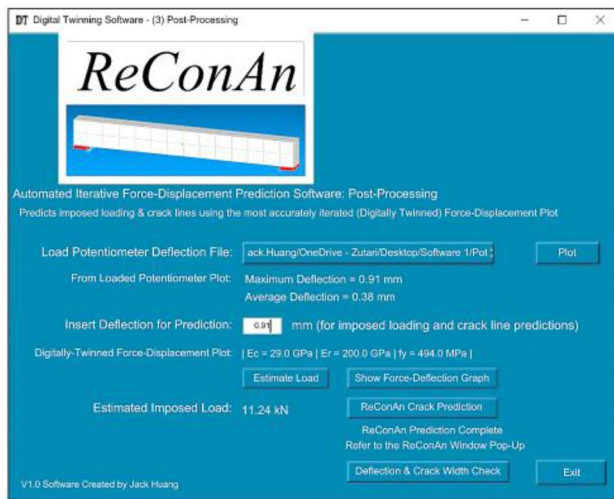 DT Digital Twinning Software - (3) Post-Processing
ReConAn
Automated Iterative Force-Displacement Prediction Software: Post-Processing
Predicts imposed loading & crack lines using the most accurately iterated (Digitally Twinned) Force-Displacement Plot
Load Potentiometer Deflection File: ack.Huang/OneDrive - Zutari/Desktop/Software 1/Pot Plot
From Loaded Potentiometer Plot: Maximum Deflection = 0.91 mm
Average Deflection = 0.38 mm
Insert Deflection for Prediction: 0.91 mm (for imposed loading and crack line predictions)
Digitally-Twinned Force-Displacement Plot: | Ec = 29.0 GPa | Er = 200.0 GPa | fy = 494.0 MPa |
Estimate Load Show Force-Deflection Graph
Estimated Imposed Load: 11.24 kN ReConAn Crack Prediction
ReConAn Prediction Complete
Refer to the ReConAn Window Pop-Up
Deflection & Crack Width Check Exit
V1.0 Software Created by Jack Huang